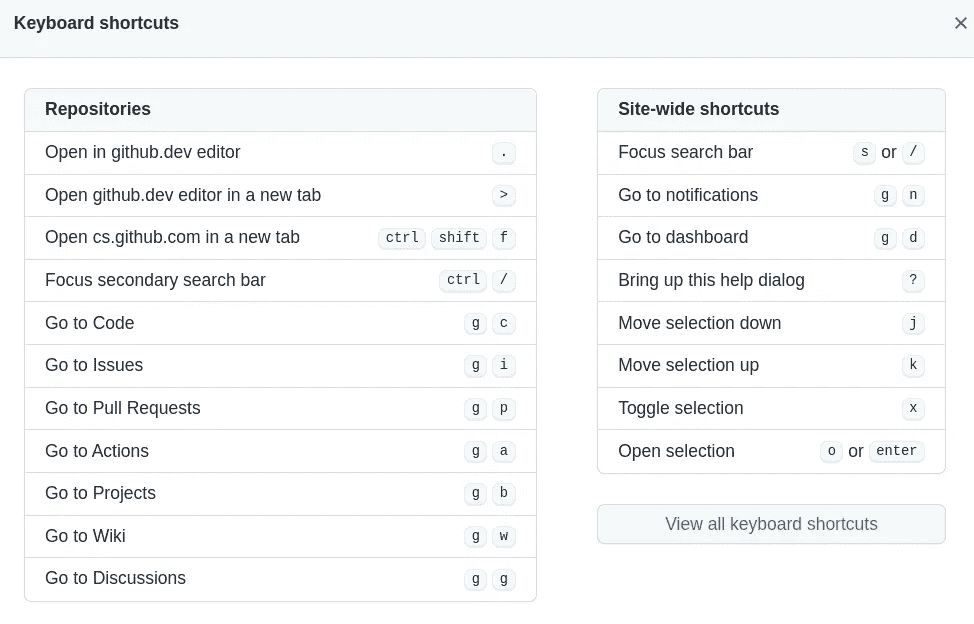 Keyboard shortcuts ×
Repositories
Open in github.dev editor .
Open github.dev editor in a new tab >
Open cs.github.com in a new tab ctrl shift f
Focus secondary search bar ctrl /
Go to Code g c
Go to Issues g i
Go to Pull Requests g p
Go to Actions g a
Go to Projects g b
Go to Wiki g w
Go to Discussions g g
Site-wide shortcuts
Focus search bar s or /
Go to notifications g n
Go to dashboard g d
Bring up this help dialog ?
Move selection down j
Move selection up k
Toggle selection x
Open selection o or enter
View all keyboard shortcuts